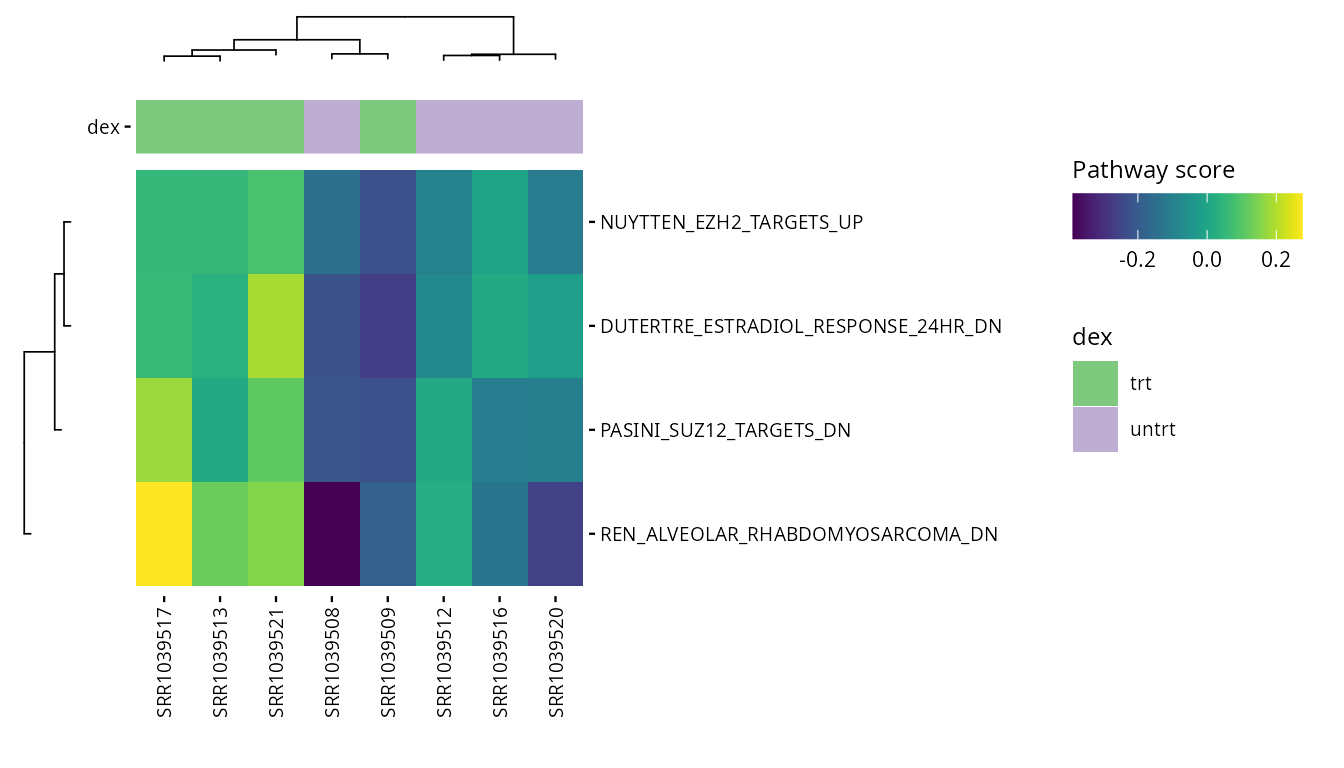 dex
NUYTTEN_EZH2_TARGETS_UP
DUTERTRE_ESTRADIOL_RESPONSE_24HR_DN
PASINI_SUZ12_TARGETS_DN
REN_ALVEOLAR_RHABDOMYOSARCOMA_DN
SRR1039517
SRR1039513
SRR1039521
SRR1039508
SRR1039509
SRR1039512
SRR1039516
SRR1039520
Pathway score
-0.2 0.0 0.2
dex
trt
untrt